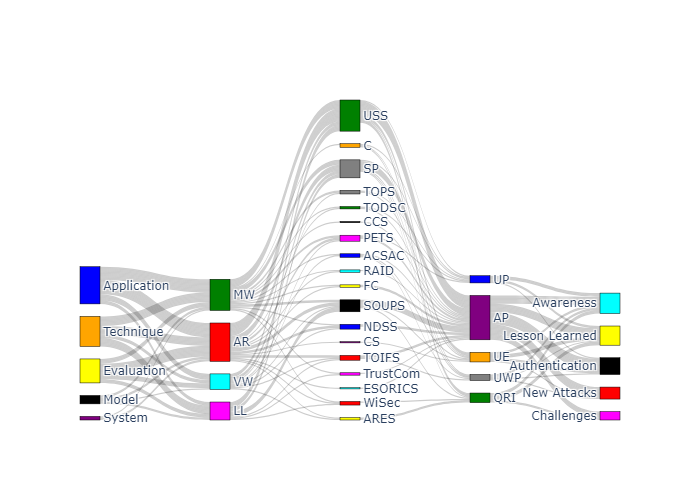 Application
Technique
Evaluation
Model
System
MW
AR
VW
LL
USS
C
SP
TOPS
TODSC
CCS
PETS
ACSAC
RAID
FC
SOUPS
NDSS
CS
TOIFS
TrustCom
ESORICS
WiSec
ARES
UP
AP
UE
UWP
QRI
Awareness
Lesson Learned
Authentication
New Attacks
Challenges